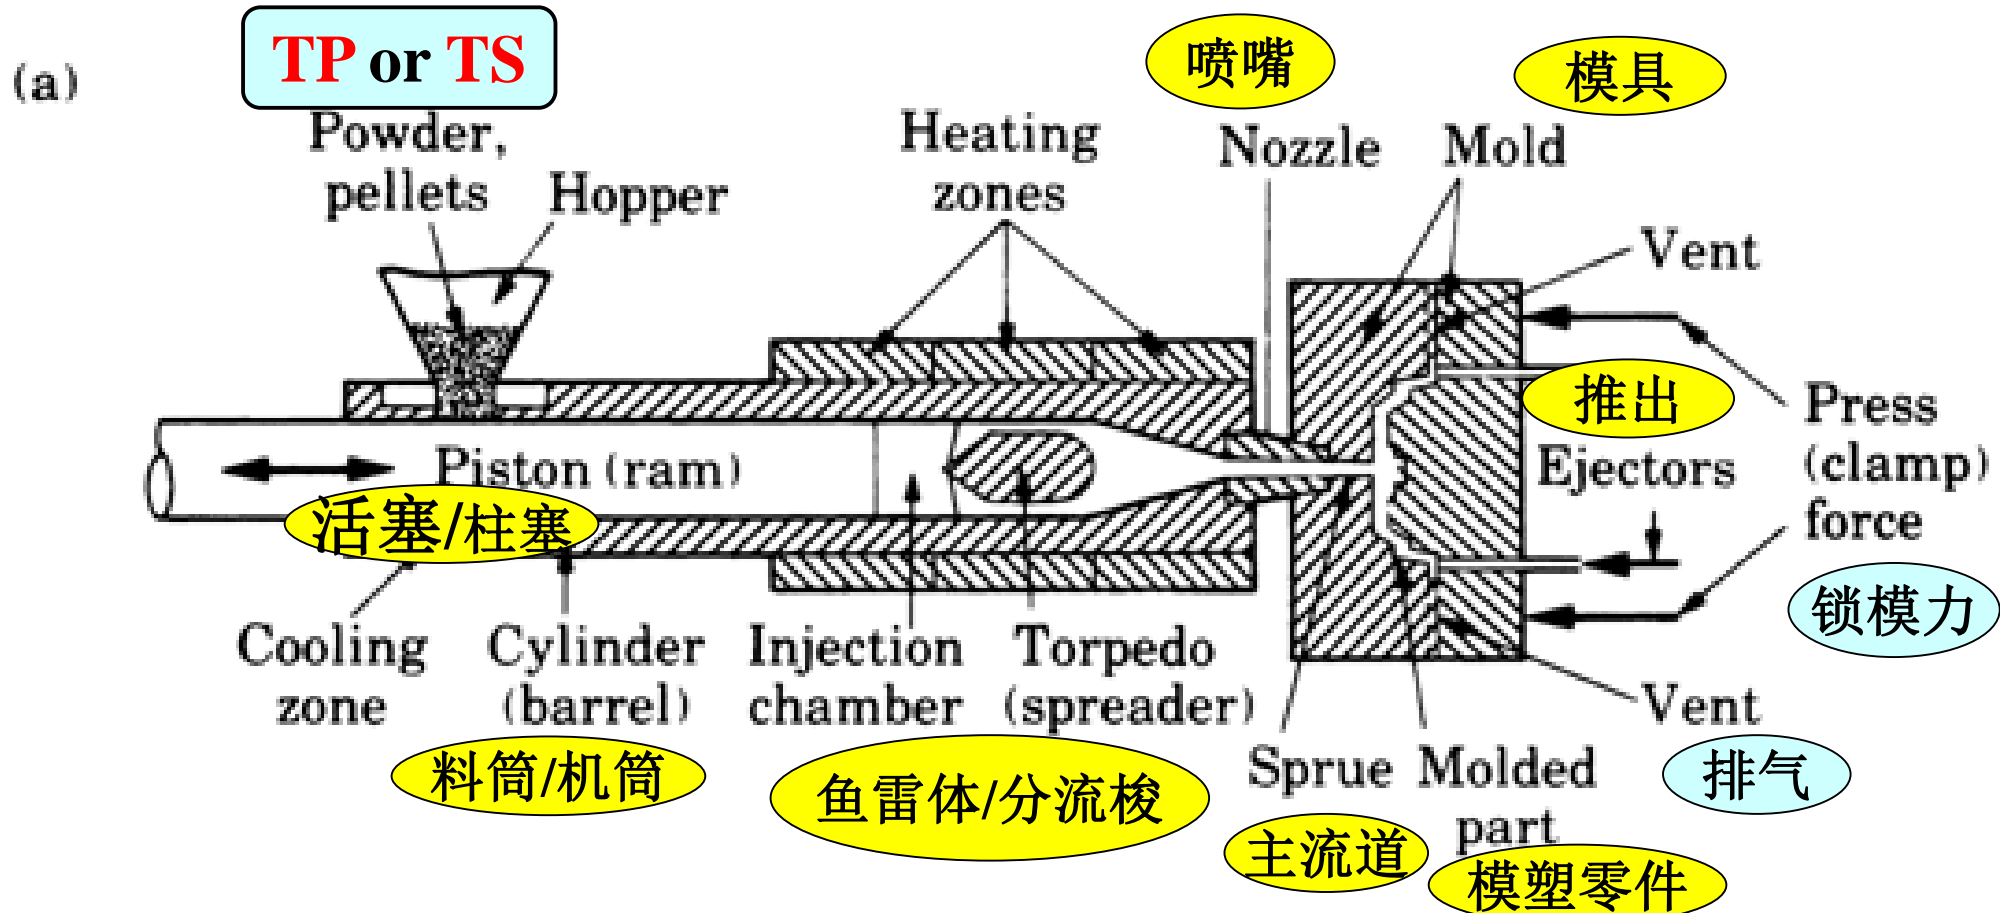 (a)
TP or TS
喷嘴
模具
Powder,
pellets
Hopper
Heating
zones
Nozzle
Mold
Vent
推出
Ejectors
Press
(clamp)
force
锁模力
Piston (ram)
活塞/柱塞
Cooling
zone
Cylinder
(barrel)
料筒/机筒
Injection
chamber
Torpedo
(spreader)
鱼雷体/分流梭
Vent
排气
Sprue
主流道
Molded
part
模塑零件